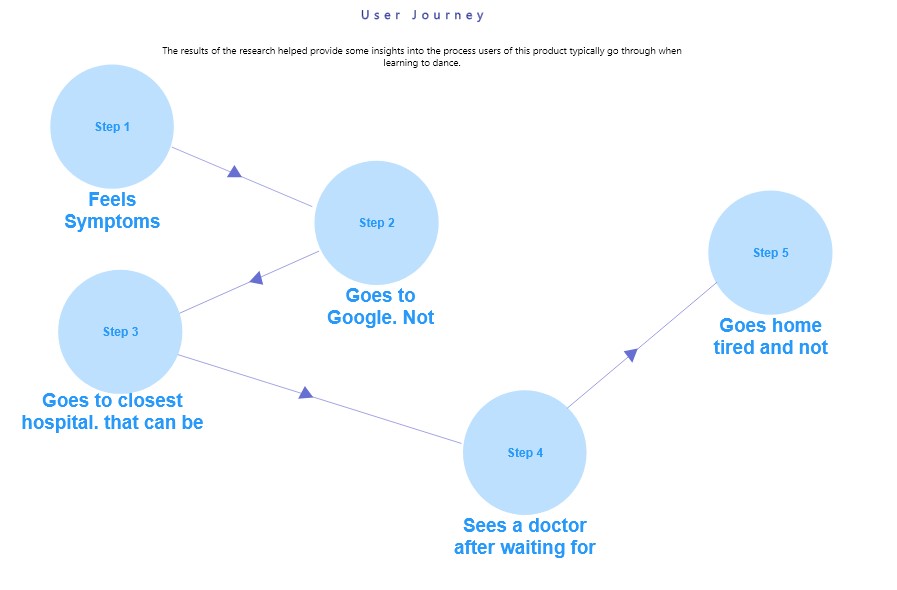 User Journey
The results of the research helped provide some insights into the process users of this product typically go through when
learning to dance.
Step 1
Feels
Symptoms
Step 2
Goes to
Google. Not
Step 3
Goes to closest
hospital. that can be
Step 4
Sees a doctor
after waiting for
Step 5
Goes home
tired and not